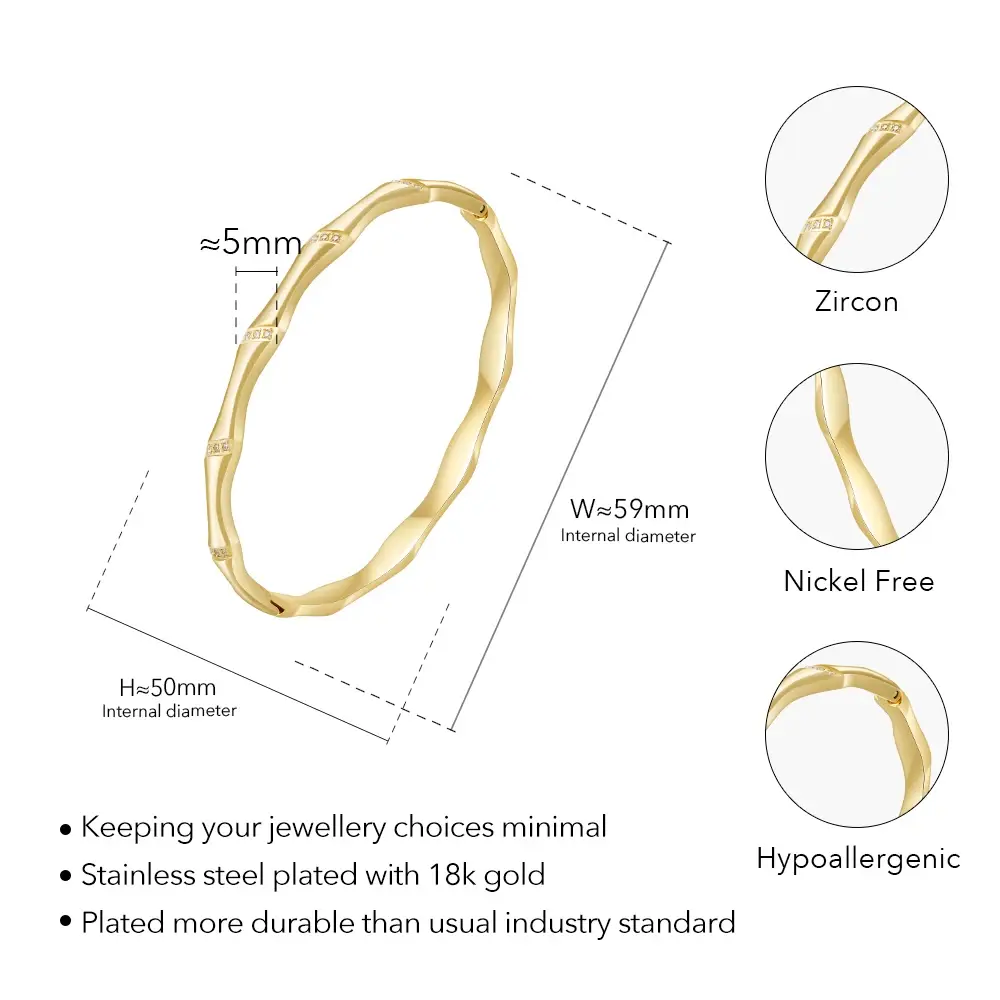 ≈5mm
Zircon
W≈59mm
Internal diameter
Nickel Free
H≈50mm
Internal diameter
Hypoallergenic
• Keeping your jewellery choices minimal
• Stainless steel plated with 18k gold
• Plated more durable than usual industry standard